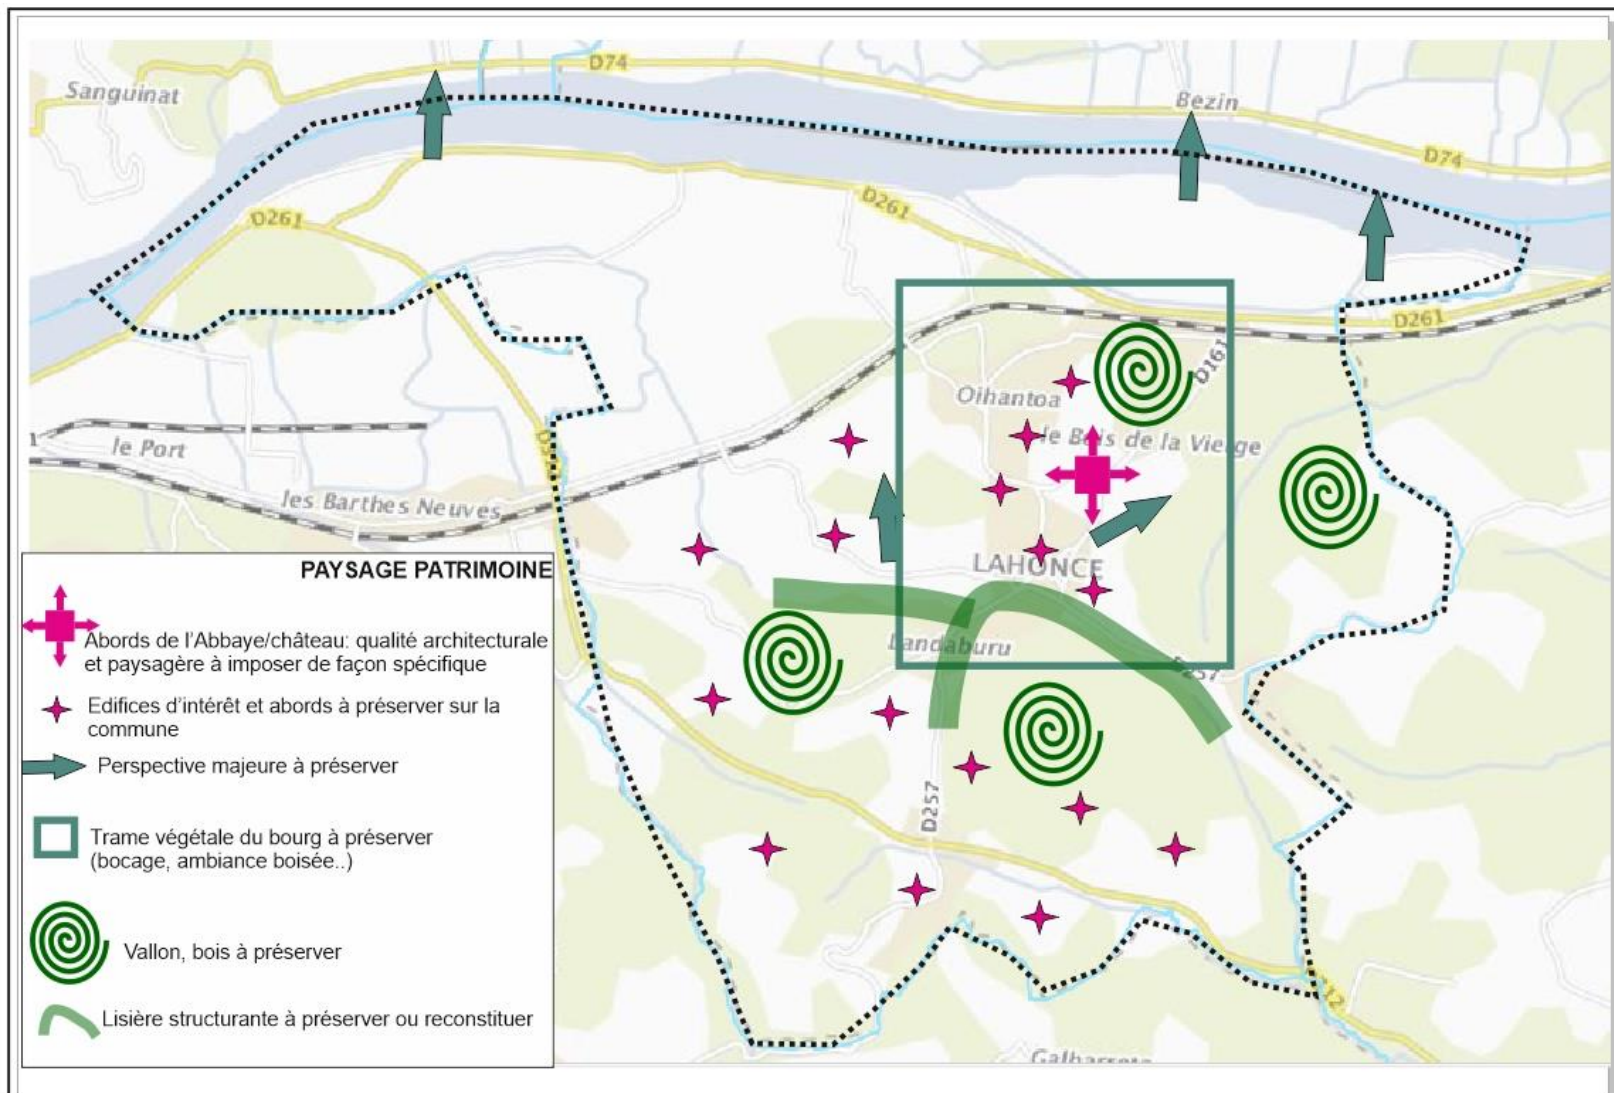 D74
Sanguinat
Bezin
D74
D261
D261
D261
D161
Oihantoa
le Bois de la Vierge
le Port
les Barthes Neuves
LAHONCE
Landaburu
D257
D257
PAYSAGE PATRIMOINE
Abords de l'Abbaye/château: qualité architecturale
et paysagère à imposer de façon spécifique
Edifices d'intérêt et abords à préserver sur la
commune
Perspective majeure à préserver
Trame végétale du bourg à préserver
(bocage, ambiance boisée..)
Vallon, bois à préserver
Lisière structurante à préserver ou reconstituer